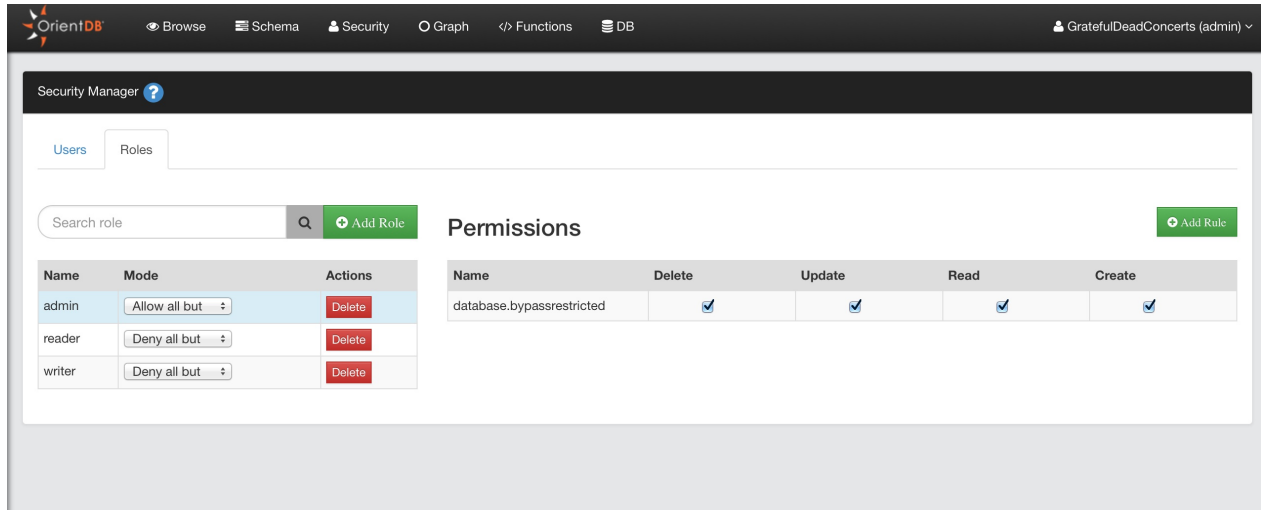 OrientDB Browse Schema Security Graph </> Functions DB GratefulDeadConcerts (admin)
Security Manager ?
Users Roles
Search role Add Role
Permissions Add Rule
Name Mode Actions
admin Allow all but Delete
reader Deny all but Delete
writer Deny all but Delete
Name Delete Update Read Create
database.bypassrestricted